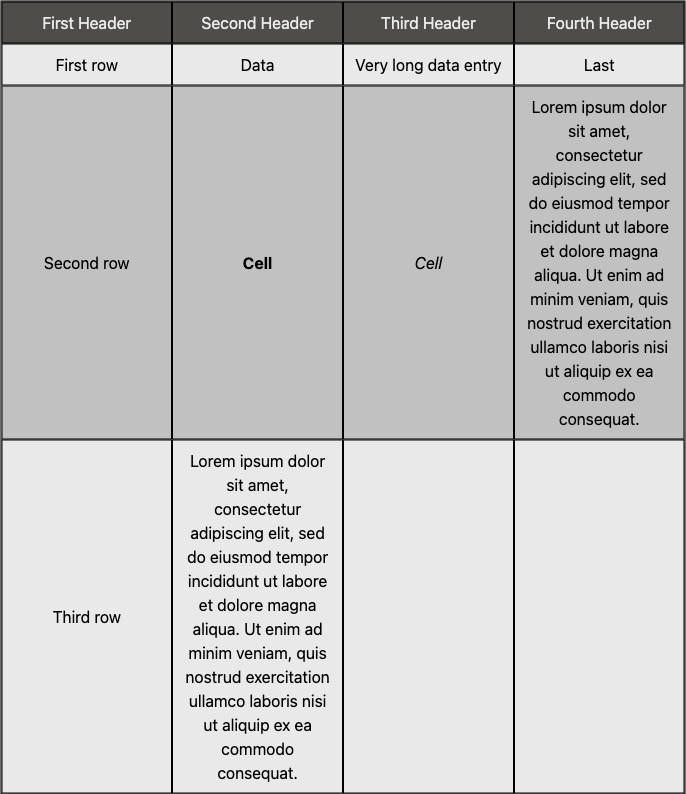 First Header Second Header Third Header Fourth Header
First row Data Very long data entry Last
Second row
Cell
Cell
Lorem ipsum dolor
sit amet,
consectetur
adipiscing elit, sed
do eiusmod tempor
incididunt ut labore
et dolore magna
aliqua. Ut enim ad
minim veniam, quis
nostrud exercitation
ullamco laboris nisi
ut aliquip ex ea
commodo
consequat.
Third row
Lorem ipsum dolor
sit amet,
consectetur
adipiscing elit, sed
do eiusmod tempor
incididunt ut labore
et dolore magna
aliqua. Ut enim ad
minim veniam, quis
nostrud exercitation
ullamco laboris nisi
ut aliquip ex ea
commodo
consequat.